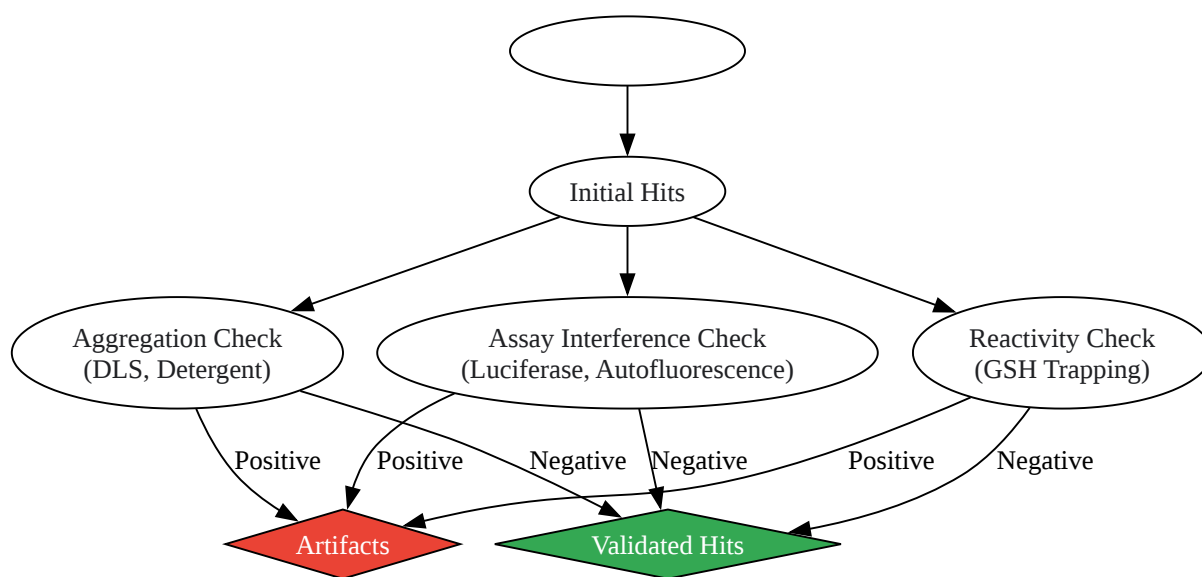 Initial Hits
Aggregation Check
(DLS, Detergent)
Assay Interference Check
(Luciferase, Autofluorescence)
Reactivity Check
(GSH Trapping)
Positive
Positive
Negative
Negative
Positive
Negative
Artifacts
Validated Hits